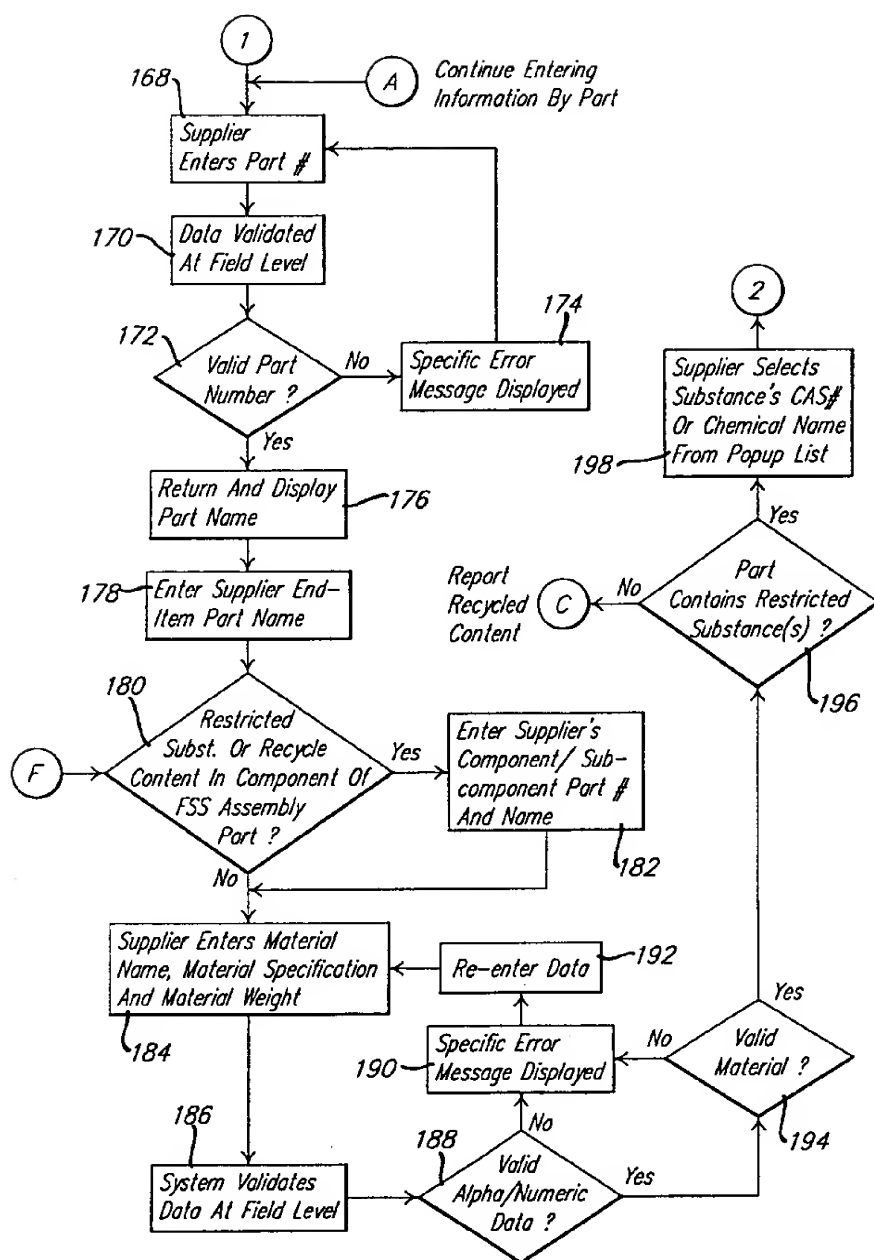 1
A
Continue Entering
Information By Part
168
Supplier
Enters Part #
170
Data Validated
At Field Level
172
Valid Part
Number ?
No
Yes
174
Specific Error
Message Displayed
Return And Display
Part Name
176
178
Enter Supplier End-
Item Part Name
180
Restricted
Subst. Or Recycle
Content In Component Of
FSS Assembly
Part ?
F
Yes
No
Enter Supplier's
Component/ Sub-
component Part #
And Name
182
Supplier Enters Material
Name, Material Specification
And Material Weight
184
186
System Validates
Data At Field Level
188
Valid
Alpha/Numeric
Data ?
No
Yes
190
Specific Error
Message Displayed
Re-enter Data
192
Valid
Material ?
194
No
Yes
Part
Contains Restricted
Substance(s) ?
196
No
Yes
C
Report
Recycled
Content
Supplier Selects
Substance's CAS#
Or Chemical Name
From Popup List
198
2